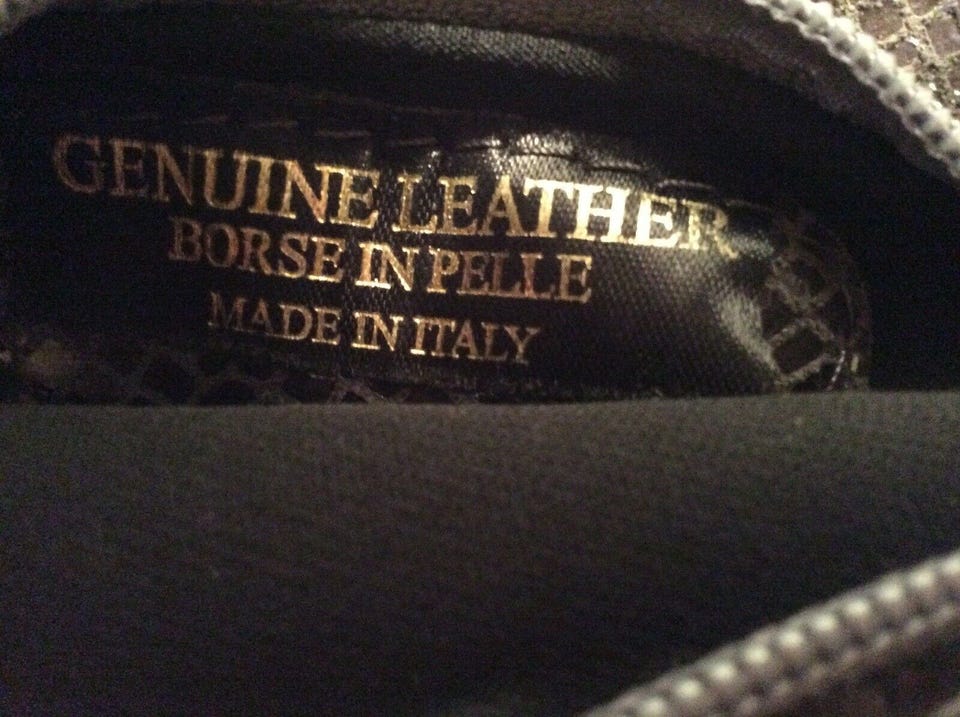 GENUINE LEATHER
BORSE IN PELLE
MADE IN ITALY